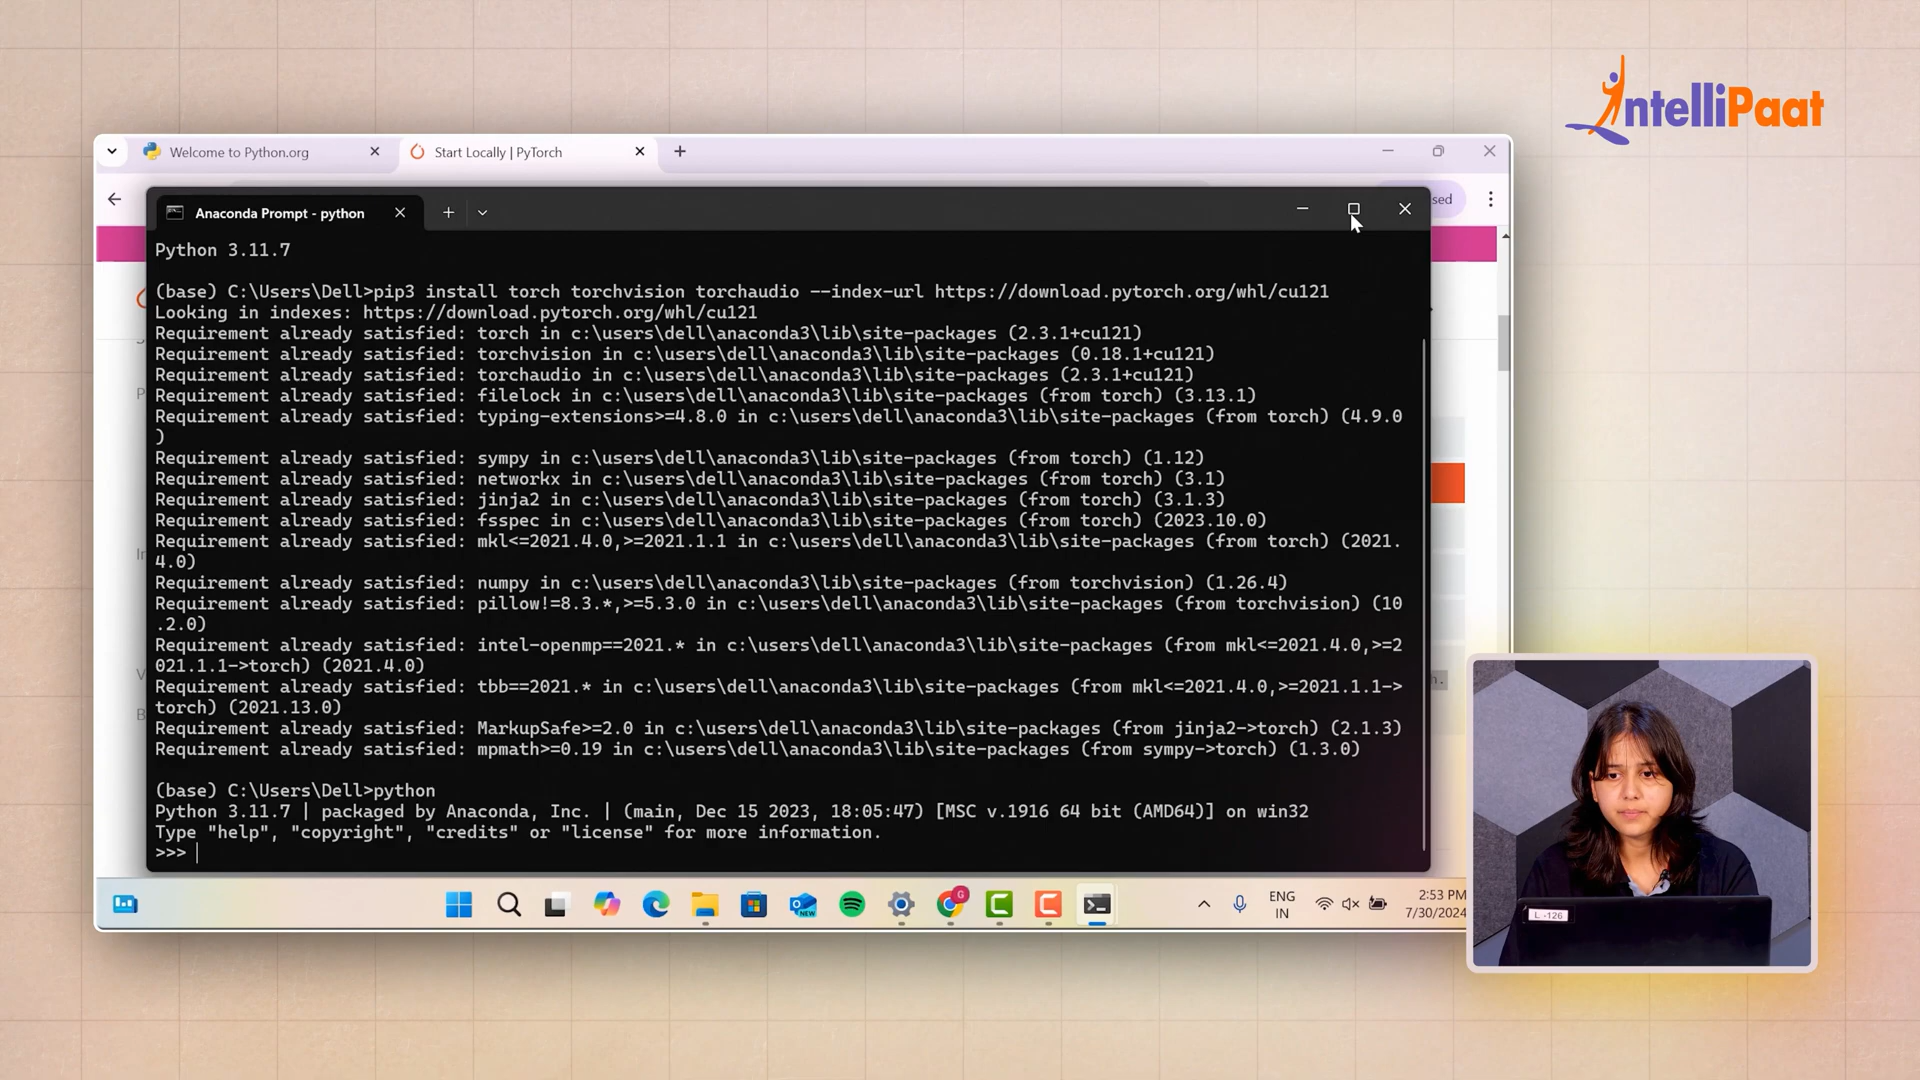 IntelliPaat
Welcome to Python.org
Start Locally | PyTorch
sed
Anaconda Prompt - python
Python 3.11.7
(base) C:\Users\Dell>pip3 install torch torchvision torchaudio --index-url https://download.pytorch.org/whl/cu121
Looking in indexes: https://download.pytorch.org/whl/cu121
Requirement already satisfied: torch in c:\users\dell\anaconda3\lib\site-packages (2.3.1+cu121)
Requirement already satisfied: torchvision in c:\users\dell\anaconda3\lib\site-packages (0.18.1+cu121)
Requirement already satisfied: torchaudio in c:\users\dell\anaconda3\lib\site-packages (2.3.1+cu121)
Requirement already satisfied: filelock in c:\users\dell\anaconda3\lib\site-packages (from torch) (3.13.1)
Requirement already satisfied: typing-extensions>=4.8.0 in c:\users\dell\anaconda3\lib\site-packages (from torch) (4.9.0
)
Requirement already satisfied: sympy in c:\users\dell\anaconda3\lib\site-packages (from torch) (1.12)
Requirement already satisfied: networkx in c:\users\dell\anaconda3\lib\site-packages (from torch) (3.1)
Requirement already satisfied: jinja2 in c:\users\dell\anaconda3\lib\site-packages (from torch) (3.1.3)
Requirement already satisfied: fsspec in c:\users\dell\anaconda3\lib\site-packages (from torch) (2023.10.0)
Requirement already satisfied: mkl<=2021.4.0,>=2021.1.1 in c:\users\dell\anaconda3\lib\site-packages (from torch) (2021.
4.0)
Requirement already satisfied: numpy in c:\users\dell\anaconda3\lib\site-packages (from torchvision) (1.26.4)
Requirement already satisfied: pillow!=8.3.*,>=5.3.0 in c:\users\dell\anaconda3\lib\site-packages (from torchvision) (10
.2.0)
Requirement already satisfied: intel-openmp==2021.* in c:\users\dell\anaconda3\lib\site-packages (from mkl<=2021.4.0,>=2
021.1.1->torch) (2021.4.0)
Requirement already satisfied: tbb==2021.* in c:\users\dell\anaconda3\lib\site-packages (from mkl<=2021.4.0,>=2021.1.1->
torch) (2021.13.0)
Requirement already satisfied: MarkupSafe>=2.0 in c:\users\dell\anaconda3\lib\site-packages (from jinja2->torch) (2.1.3)
Requirement already satisfied: mpmath>=0.19 in c:\users\dell\anaconda3\lib\site-packages (from sympy->torch) (1.3.0)
(base) C:\Users\Dell>python
Python 3.11.7 | packaged by Anaconda, Inc. | (main, Dec 15 2023, 18:05:47) [MSC v.1916 64 bit (AMD64)] on win32
Type "help", "copyright", "credits" or "license" for more information.
>>>
NEW
G
ENG
IN
2:53 PM
7/30/2024
L -126